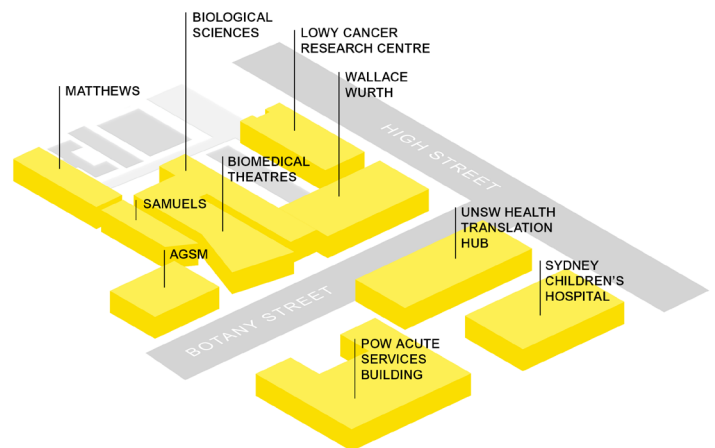 BIOLOGICAL
SCIENCES
LOWY CANCER
RESEARCH CENTRE
MATTHEWS
WALLACE
WURTH
HIGH STREET
BIOMEDICAL
THEATRES
SAMUELS
UNSW HEALTH
TRANSLATION
HUB
AGSM
SYDNEY
CHILDREN'S
HOSPITAL
BOTANY STREET
POW ACUTE
SERVICES
BUILDING